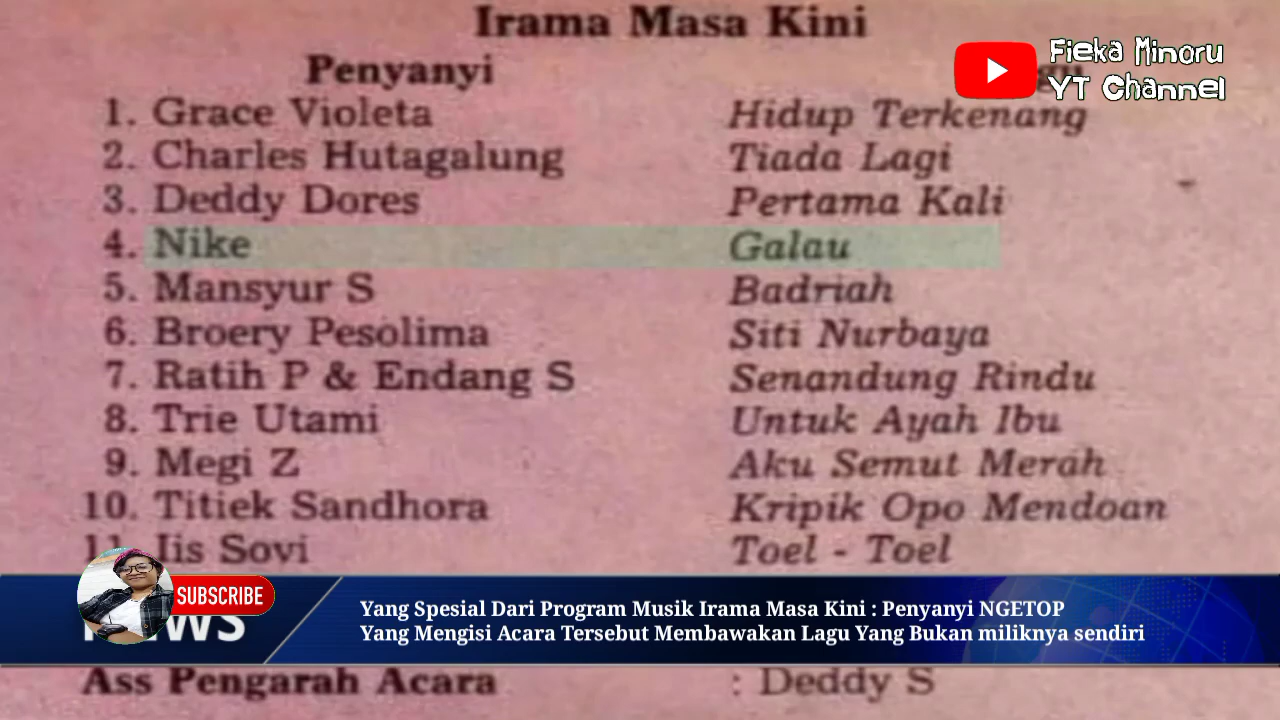 Irama Masa Kini
Fieka Minoru
YT Channel
Penyanyi
1. Grace Violeta Hidup Terkenang
2. Charles Hutagalung Tiada Lagi
3. Deddy Dores Pertama Kali
4. Nike Galau
5. Mansyur S Badriah
6. Broery Pesolima Siti Nurbaya
7. Ratih P & Endang S Senandung Rindu
8. Trie Utami Untuk Ayah Ibu
9. Megi Z Aku Semut Merah
10. Titiek Sandhora Kripik Opo Mendoan
11. Iis Sovi Toel - Toel
SUBSCRIBE
Yang Spesial Dari Program Musik Irama Masa Kini : Penyanyi NGETOP
Yang Mengisi Acara Tersebut Membawakan Lagu Yang Bukan miliknya sendiri
Ass Pengarah Acara : Deddy S